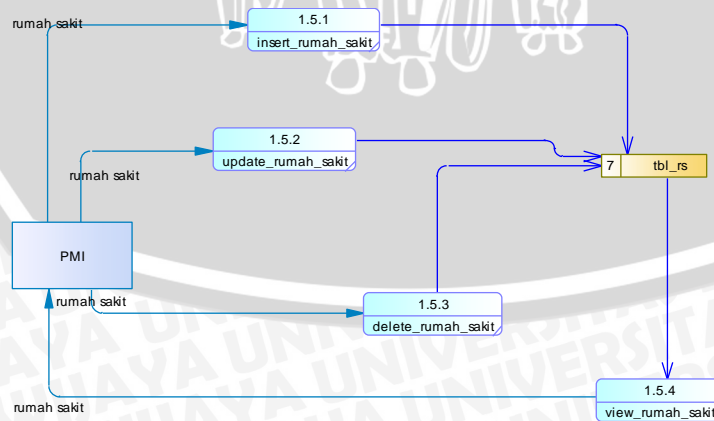 rumah sakit
1.5.1
insert_rumah_sakit
1.5.2
update_rumah_sakit
rumah sakit
7
tbl_rs
PMI
rumah sakit
1.5.3
delete_rumah_sakit
1.5.4
view_rumah_sakit
rumah sakit